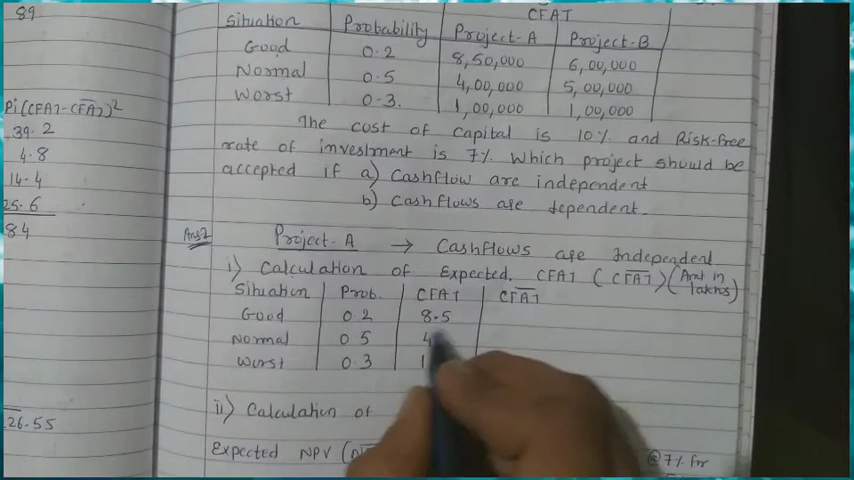 89
Pi(CFAT-CFAT)²
39.2
4.8
14.4
25.6
84
26.55
CFAT
Situation Probability Project-A Project-B
Good 0.2 8,50,000 6,00,000
Normal 0.5 4,00,000 5,00,000
Worst 0.3. 1,00,000 1,00,000
The cost of capital is 10% and Risk-free
rate of investment is 7%. Which project should be
accepted if a) Cashflow are independent
b) Cashflows are dependent.
Ans2 Project-A → Cashflows are Independent
i) Calculation of Expected. CFAT (CFAT) (Amt in lakhs)
Situation Prob. CFAT CFAT
Good 0.2 8.5
Normal 0.5 4
Worst 0.3 1
ii) Calculation of
Expected NPV @7% for